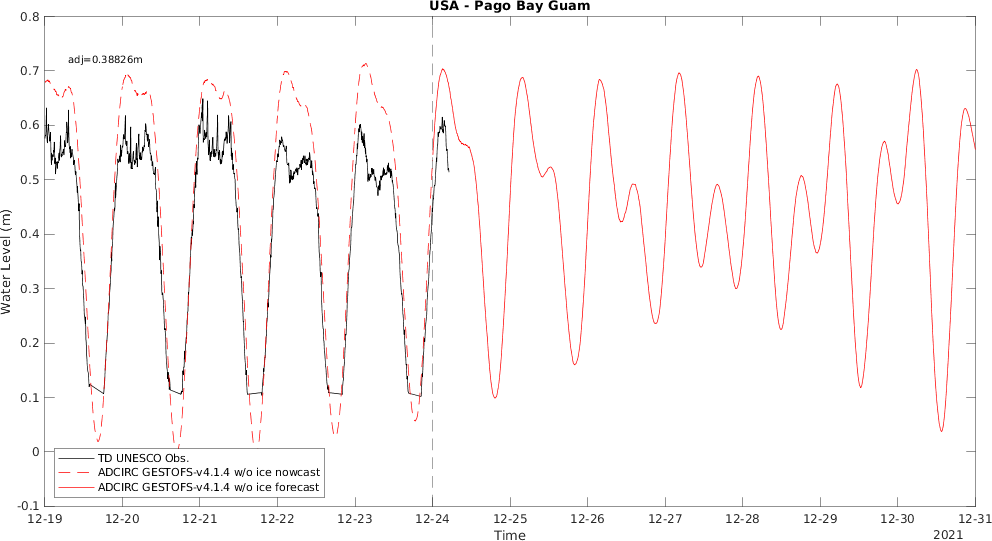 USA - Pago Bay Guam
adj=0.38826m
Water Level (m)
0.8
0.7
0.6
0.5
0.4
0.3
0.2
0.1
0
-0.1
TD UNESCO Obs.
ADCIRC GESTOFS-v4.1.4 w/o ice nowcast
ADCIRC GESTOFS-v4.1.4 w/o ice forecast
12-19 12-20 12-21 12-22 12-23 12-24 12-25 12-26 12-27 12-28 12-29 12-30 12-31
Time
2021